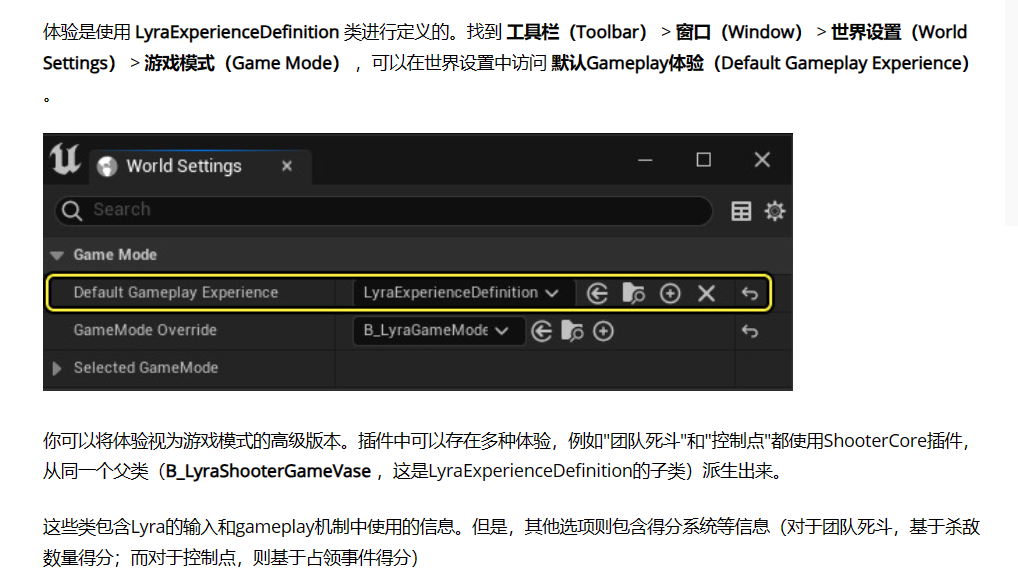 体验是使用 LyraExperienceDefinition 类进行定义的。找到 工具栏（Toolbar） > 窗口（Window） > 世界设置（World
Settings） > 游戏模式（Game Mode） ，可以在世界设置中访问 默认Gameplay体验（Default Gameplay Experience）
。
World Settings
Search
Game Mode
Default Gameplay Experience LyraExperienceDefinition
GameMode Override B_LyraGameMode
Selected GameMode
你可以将体验视为游戏模式的高级版本。插件中可以存在多种体验，例如"团队死斗"和"控制点"都使用ShooterCore插件，
从同一个父类（B_LyraShooterGameVase ，这是LyraExperienceDefinition的子类）派生出来。
这些类包含Lyra的输入和gameplay机制中使用的信息。但是，其他选项则包含得分系统等信息（对于团队死斗，基于杀敌
数量得分；而对于控制点，则基于占领事件得分）